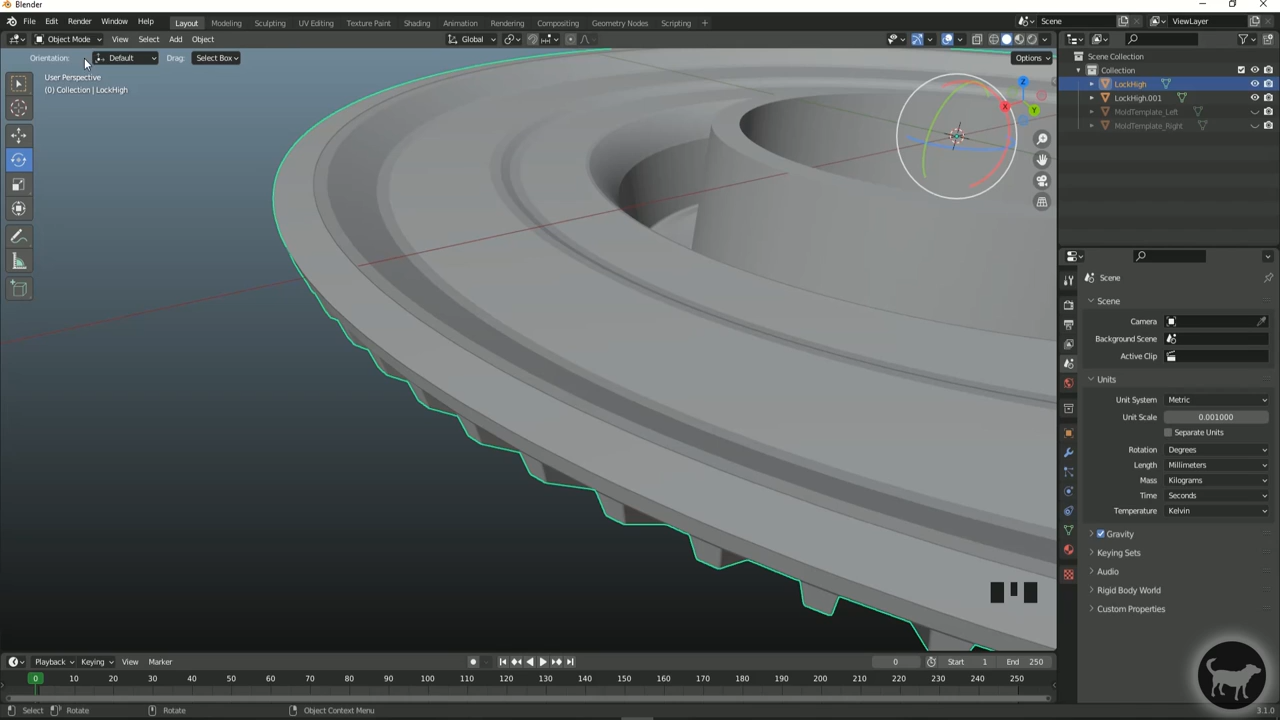 Blender
File Edit Render Window Help Layout Modeling Sculpting UV Editing Texture Paint Shading Animation Rendering Compositing Geometry Nodes Scripting + Scene ViewLayer
Object Mode View Select Add Object Global
Orientation: Default Drag: Select Box Options
User Perspective
(0) Collection | LockHigh
Z
X
Y
Scene Collection
Collection
LockHigh
LockHigh.001
MoldTemplate_Left
MoldTemplate_Right
Scene
Scene
Camera
Background Scene
Active Clip
Units
Unit System Metric
Unit Scale 0.001000
Separate Units
Rotation Degrees
Length Millimeters
Mass Kilograms
Time Seconds
Temperature Kelvin
Gravity
Keying Sets
Audio
Rigid Body World
Custom Properties
Playback Keying View Marker 0 Start 1 End 250
0 10 20 30 40 50 60 70 80 90 100 110 120 130 140 150 160 170 180 190 200 210 220 230 240 250
Select Rotate Rotate Object Context Menu 3.1.0